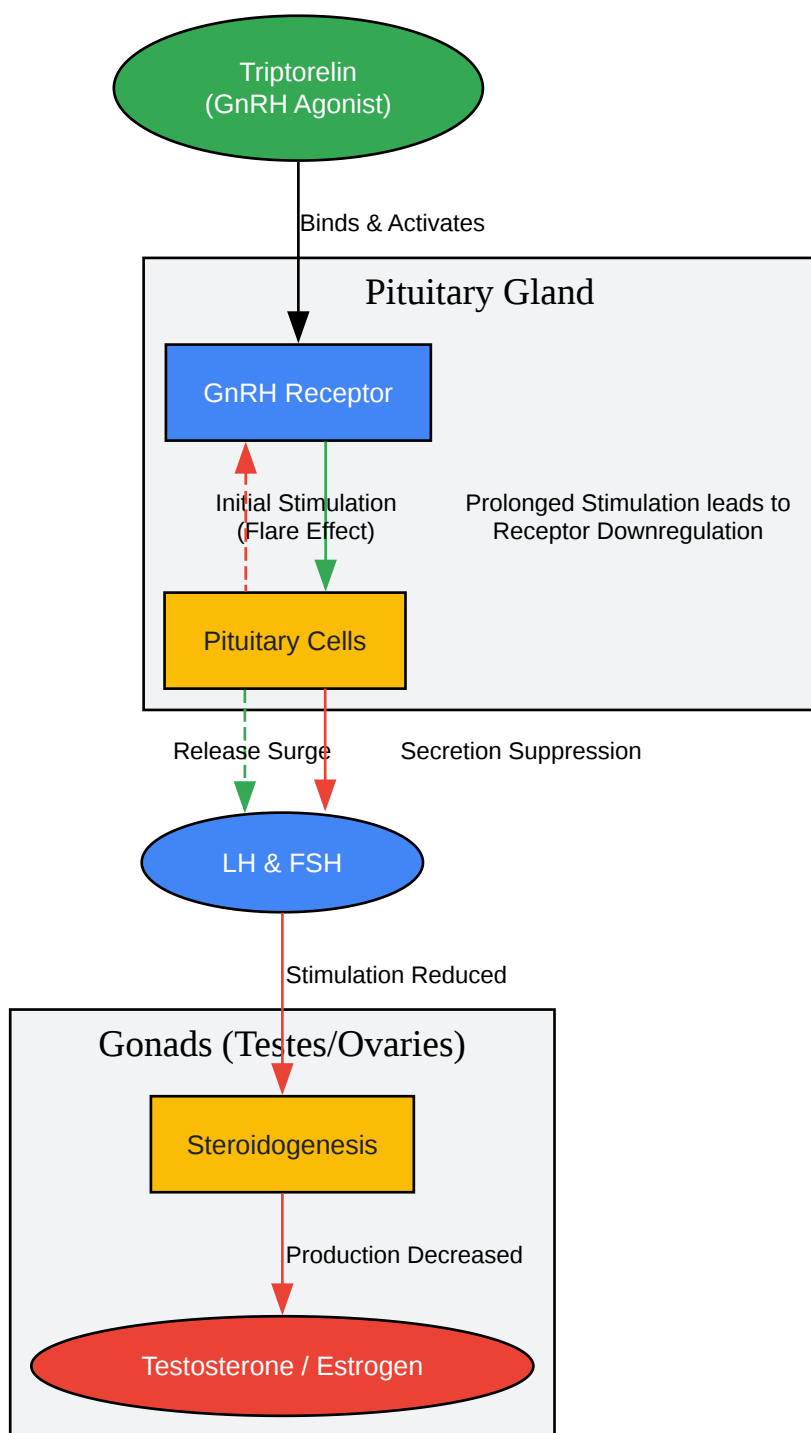 Triptorelin
(GnRH Agonist)
Binds & Activates
Pituitary Gland
GnRH Receptor
Initial Stimulation
(Flare Effect)
Prolonged Stimulation leads to
Receptor Downregulation
Pituitary Cells
Release Surge
Secretion Suppression
LH & FSH
Stimulation Reduced
Gonads (Testes/Ovaries)
Steroidogenesis
Production Decreased
Testosterone / Estrogen